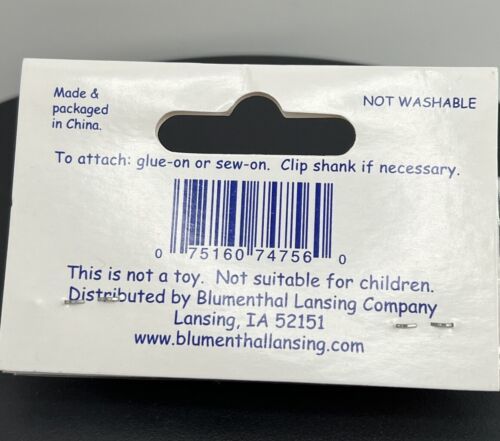 Made &
packaged
in China.
NOT WASHABLE
To attach: glue-on or sew-on. Clip shank if necessary.
0 75160 74756 0
This is not a toy. Not suitable for children.
Distributed by Blumenthal Lansing Company
Lansing, IA 52151
www.blumenthallansing.com